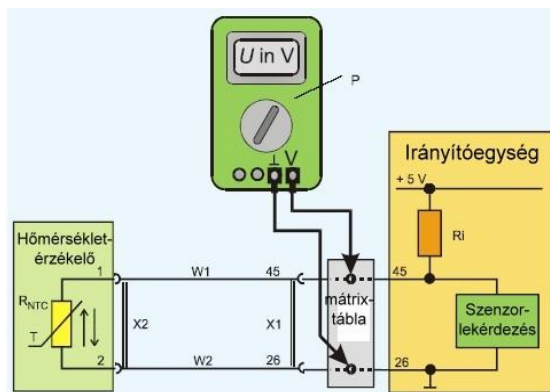 U in V
P
⊥ V
Irányítóegység
+ 5 V
Ri
Hőmérséklet-
érzékelő
1
W1
45
45
RNTC
T
X2
X1
mátrix-
tábla
Szenzor-
lekérdezés
2
W2
26
26